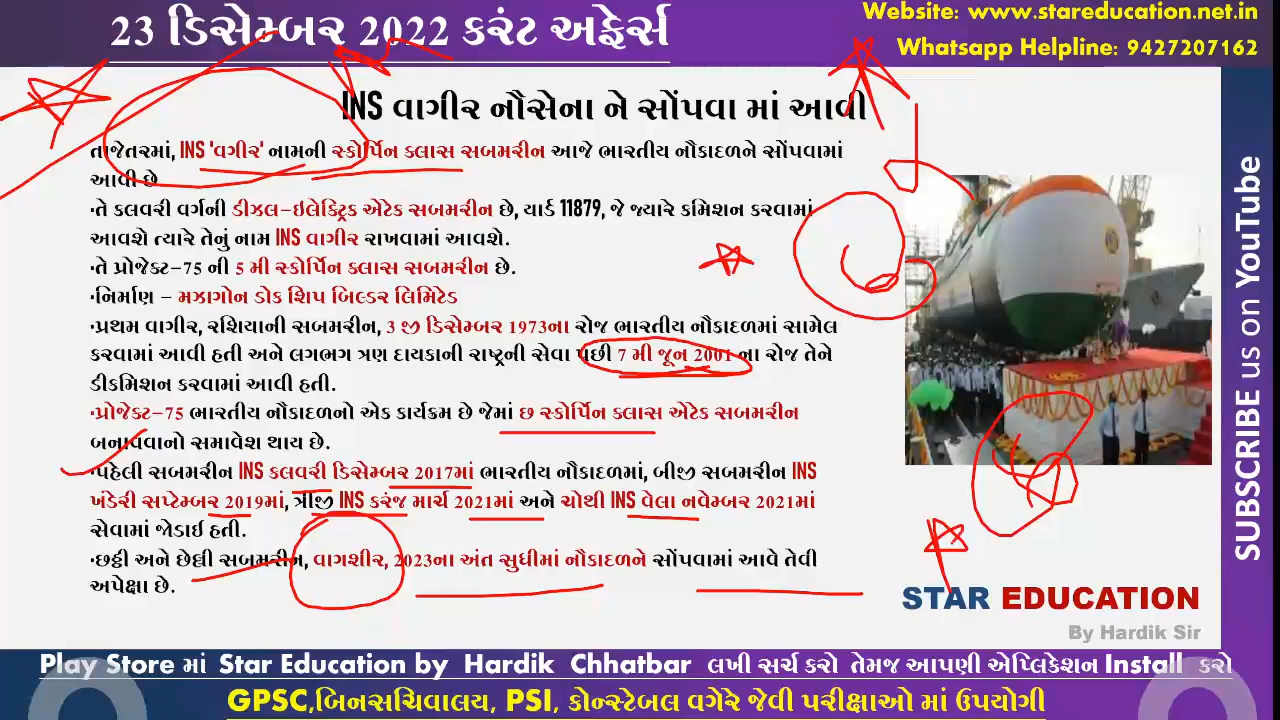 23 ડિસેમ્બર 2022 કરંટ અફેર્સ
Website: www.stareducation.net.in
Whatsapp Helpline: 9427207162
INS વાગીર નૌસેના ને સોંપવા માં આવી
તાજેતરમાં, INS 'વગીર' નામની સ્કોર્પિન ક્લાસ સબમરીન આજે ભારતીય નૌકાદળને સોંપવામાં
આવી છે
·તે કલવરી વર્ગની ડીઝલ-ઇલેક્ટ્રિક એટેક સબમરીન છે, યાર્ડ 11879, જે જ્યારે કમિશન કરવામાં
આવશે ત્યારે તેનું નામ INS વાગીર રાખવામાં આવશે.
·તે પ્રોજેક્ટ-75 ની 5 મી સ્કોર્પિન ક્લાસ સબમરીન છે.
·નિર્માણ - મઝાગોન ડોક શિપ બિલ્ડર લિમિટેડ
·પ્રથમ વાગીર, રશિયાની સબમરીન, 3 જી ડિસેમ્બર 1973ના રોજ ભારતીય નૌકાદળમાં સામેલ
કરવામાં આવી હતી અને લગભગ ત્રણ દાયકાની રાષ્ટ્રની સેવા પછી 7 મી જૂન 2001 ના રોજ તેને
ડીકમિશન કરવામાં આવી હતી.
·પ્રોજેક્ટ-75 ભારતીય નૌકાદળનો એક કાર્યક્રમ છે જેમાં છ સ્કોર્પિન ક્લાસ એટેક સબમરીન
બનાવવાનો સમાવેશ થાય છે.
·પહેલી સબમરીન INS કલવરી ડિસેમ્બર 2017માં ભારતીય નૌકાદળમાં, બીજી સબમરીન INS
ખંડેરી સપ્ટેમ્બર 2019માં, ત્રીજી INS કરંજ માર્ચ 2021માં અને ચોથી INS વેલા નવેમ્બર 2021માં
સેવામાં જોડાઈ હતી.
·છઠ્ઠી અને છેલ્લી સબમરીન, વાગશીર, 2023ના અંત સુધીમાં નૌકાદળને સોંપવામાં આવે તેવી
અપેક્ષા છે.
SUBSCRIBE us on YouTube
STAR EDUCATION
By Hardik Sir
Play Store માં Star Education by Hardik Chhatbar લખી સર્ચ કરો તેમજ આપણી એપ્લિકેશન Install કરો
GPSC,બિનસચિવાલય, PSI, કોન્સ્ટેબલ વગેરે જેવી પરીક્ષાઓ માં ઉપયોગી